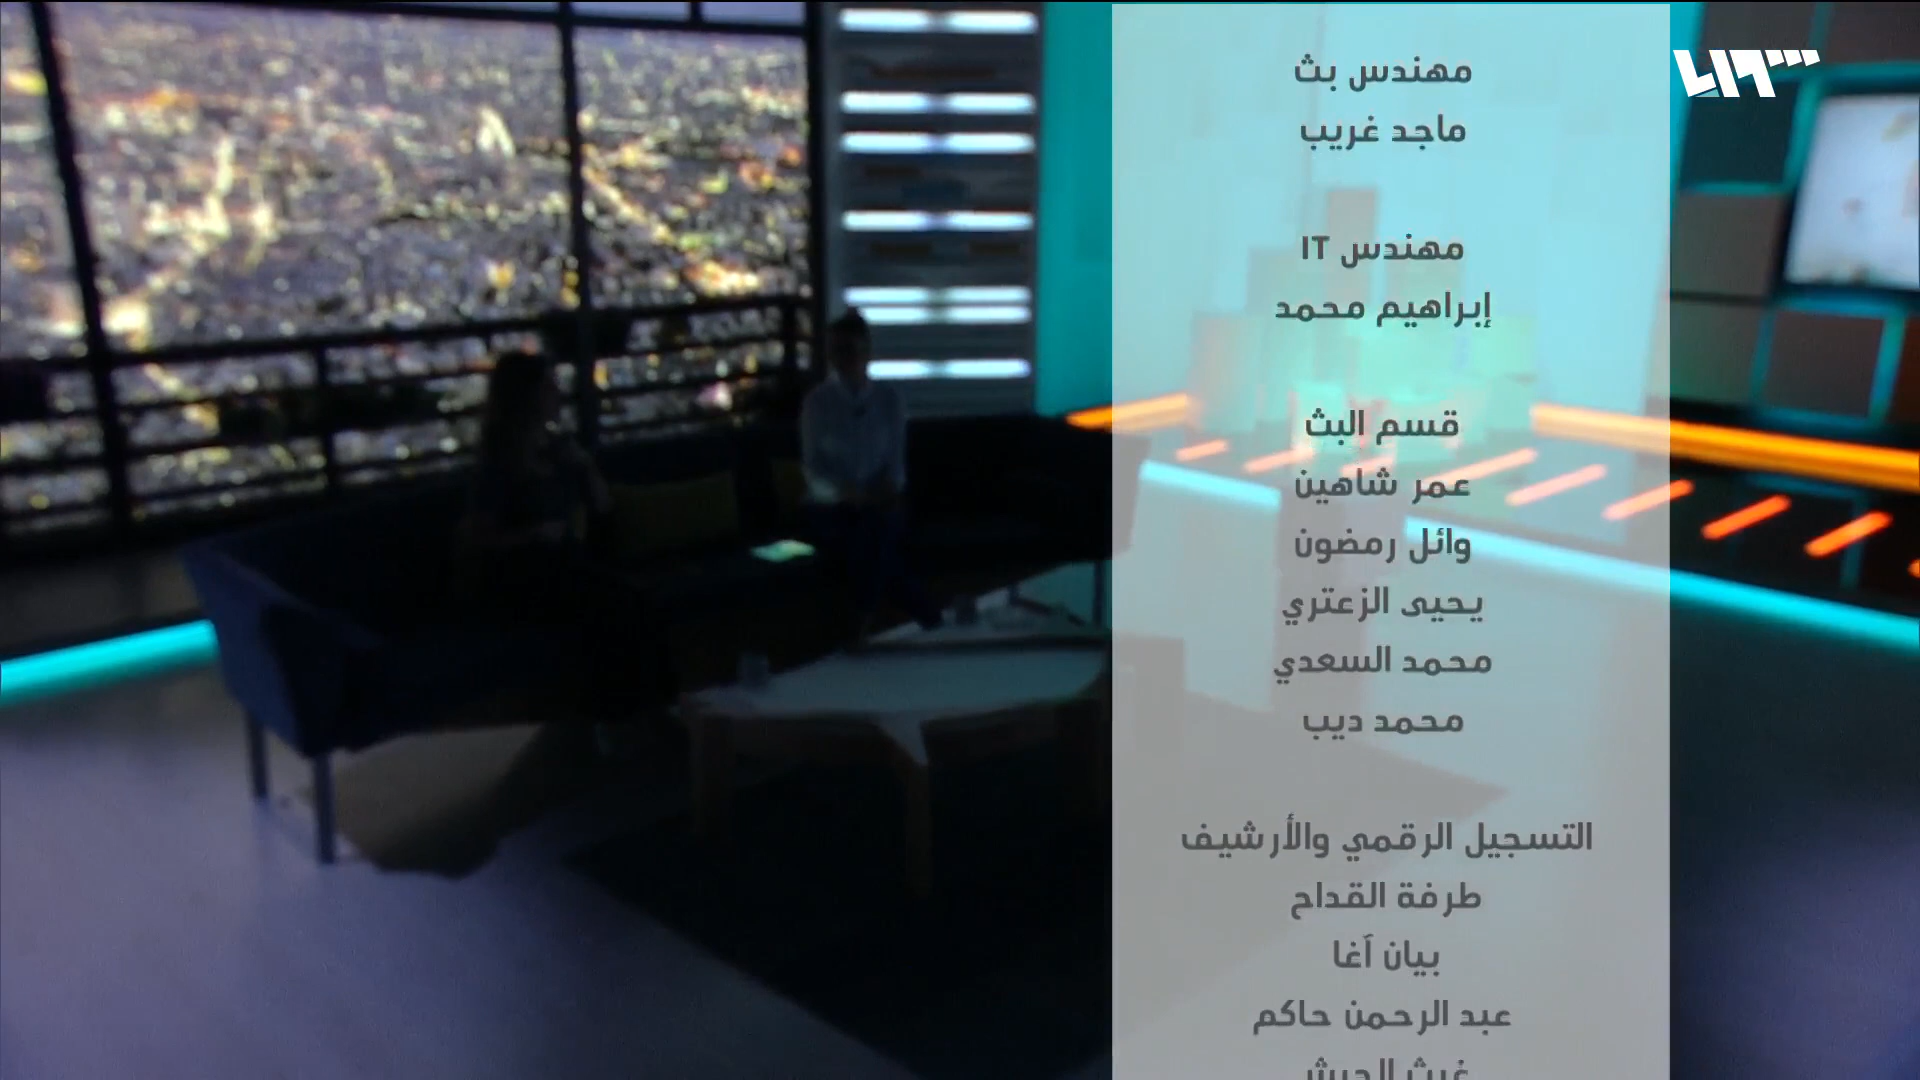 مهندس بث
ماجد غريب
مهندس IT
إبراهيم محمد
قسم البث
عمر شاهين
وائل رمضون
يحيى الزعتري
محمد السعدي
محمد ديب
التسجيل الرقمي والأرشيف
طرفة القداح
بيان آغا
عبد الرحمن حاكم